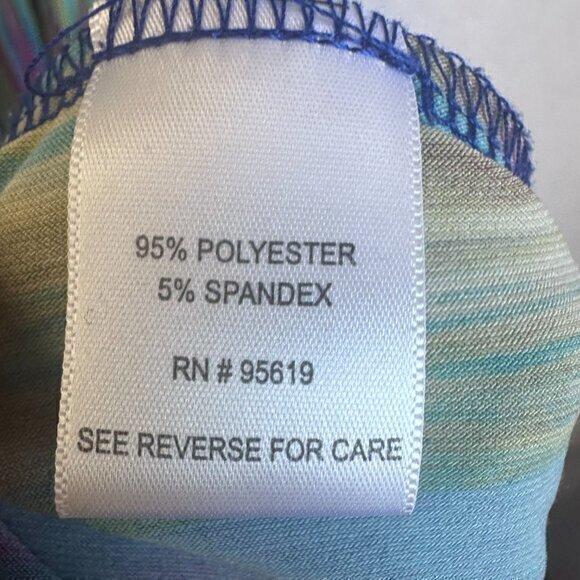 95% POLYESTER
5% SPANDEX
RN # 95619
SEE REVERSE FOR CARE